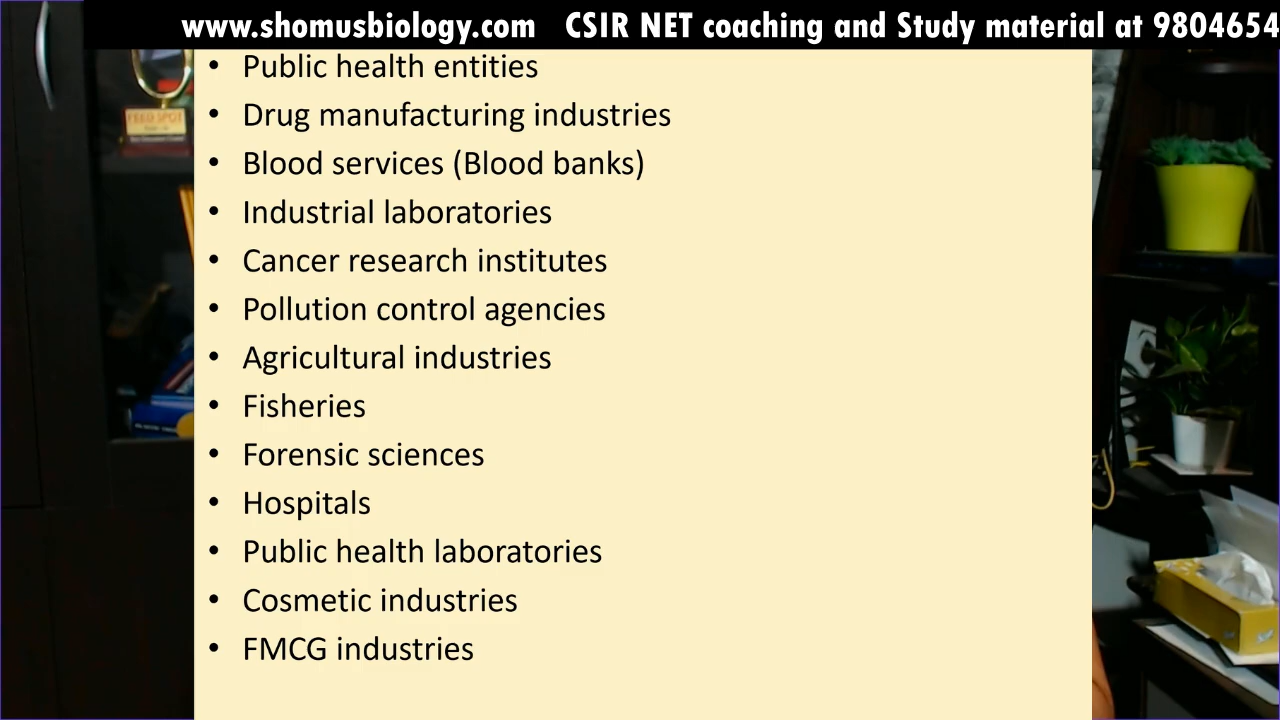 www.shomusbiology.com CSIR NET coaching and Study material at 9804654
• Public health entities
• Drug manufacturing industries
• Blood services (Blood banks)
• Industrial laboratories
• Cancer research institutes
• Pollution control agencies
• Agricultural industries
• Fisheries
• Forensic sciences
• Hospitals
• Public health laboratories
• Cosmetic industries
• FMCG industries